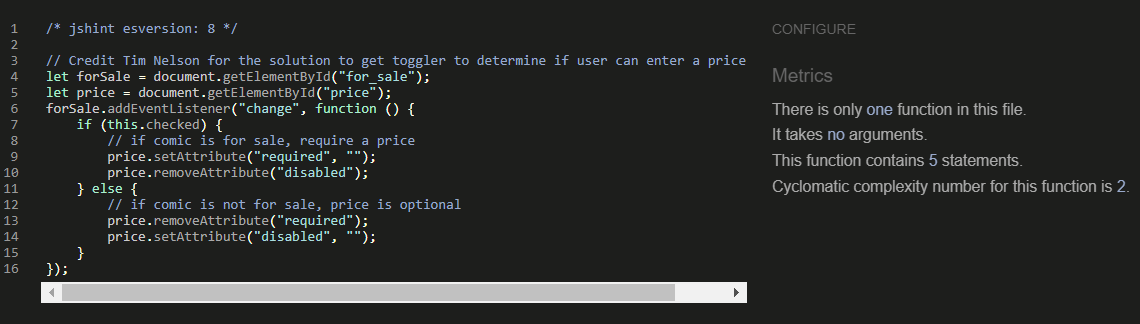 1 /* jshint esversion: 8 */
2
3 // Credit Tim Nelson for the solution to get toggler to determine if user can enter a price
4 let forSale = document.getElementById("for_sale");
5 let price = document.getElementById("price");
6 forSale.addEventListener("change", function () {
7     if (this.checked) {
8         // if comic is for sale, require a price
9         price.setAttribute("required", "");
10         price.removeAttribute("disabled");
11     } else {
12         // if comic is not for sale, price is optional
13         price.removeAttribute("required");
14         price.setAttribute("disabled", "");
15     }
16 });
CONFIGURE
Metrics
There is only one function in this file.
It takes no arguments.
This function contains 5 statements.
Cyclomatic complexity number for this function is 2.